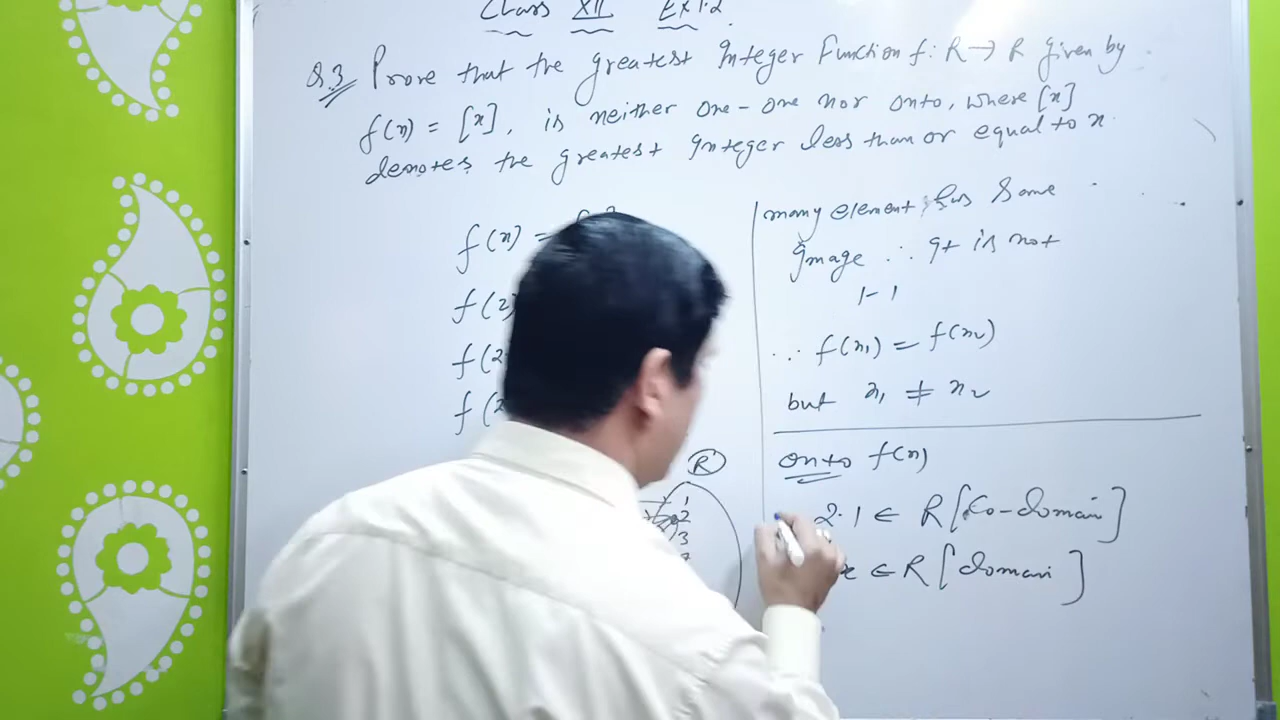 Class XII Ex 1.2
Q.3 Prove that the greatest Integer Function f: R → R given by
f(x) = [x], is neither one-one nor onto, where [x]
denotes the greatest Integer less than or equal to x.
f(x) =
f(2)
f(2.
f(2
R
1
2
3
many element has same
Image ∴ It is not
1-1
∵ f(x₁) = f(x₂)
but x₁ ≠ x₂
onto f(x)
2.1 ∈ R [Co-domain]
x ∈ R [domain]